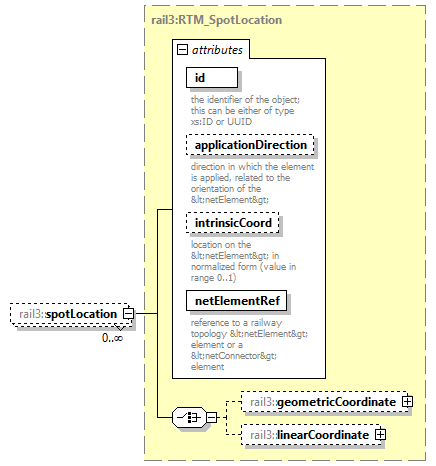 rail3:RTM_SpotLocation
attributes
id
the identifier of the object;
this can be either of type
xs:ID or UUID
applicationDirection
direction in which the element
is applied, related to the
orientation of the
&lt;netElement&gt;
intrinsicCoord
location on the
&lt;netElement&gt; in
normalized form (value in
range 0..1)
netElementRef
reference to a railway
topology &lt;netElement&gt;
element or a
&lt;netConnector&gt;
element
rail3::spotLocation
0..∞
rail3::geometricCoordinate
rail3::linearCoordinate